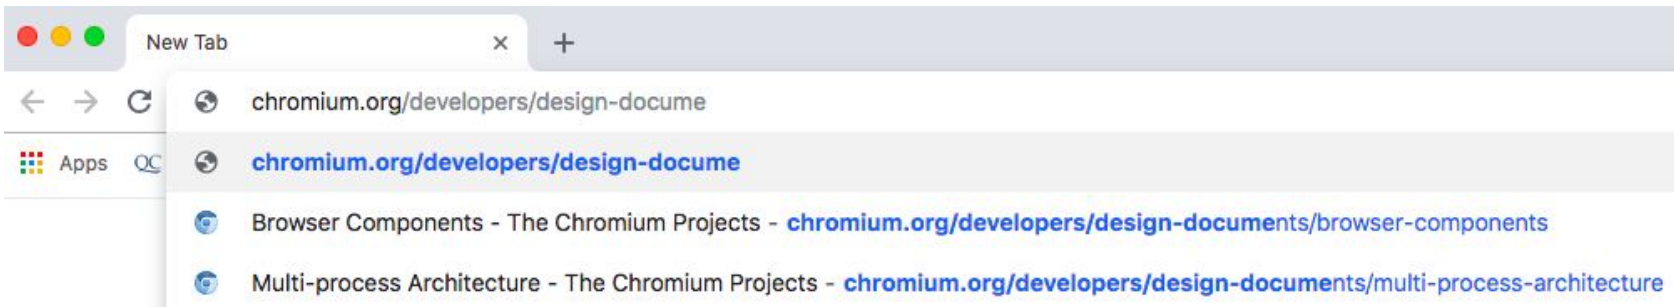 New Tab
chromium.org/developers/design-docume
Apps QC chromium.org/developers/design-docume
Browser Components - The Chromium Projects - chromium.org/developers/design-documents/browser-components
Multi-process Architecture - The Chromium Projects - chromium.org/developers/design-documents/multi-process-architecture